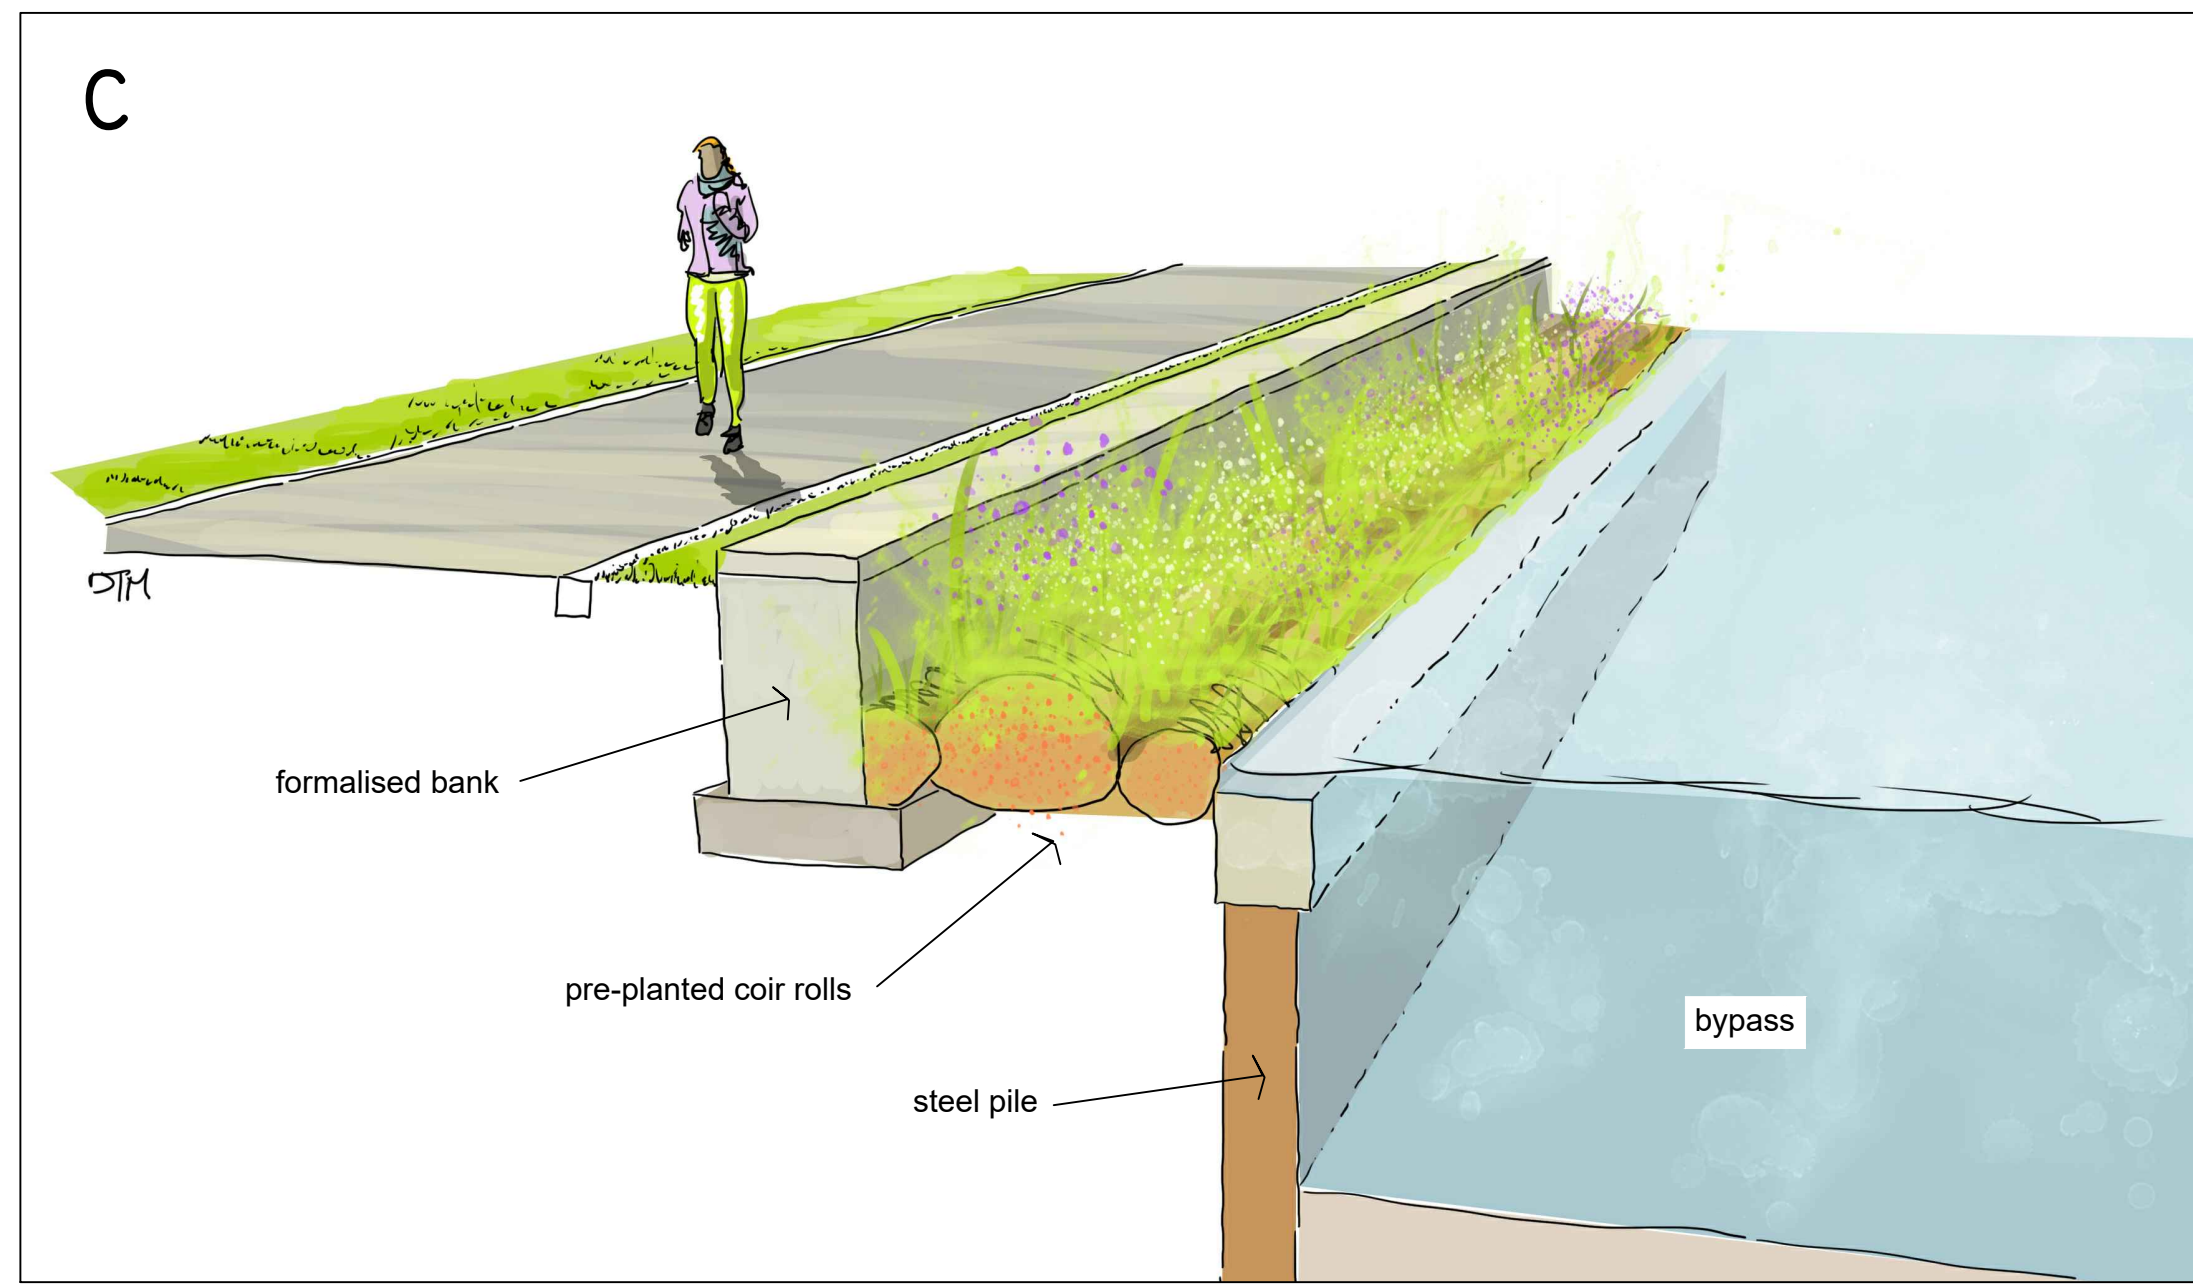 C
DTM
formalised bank
pre-planted coir rolls
bypass
steel pile